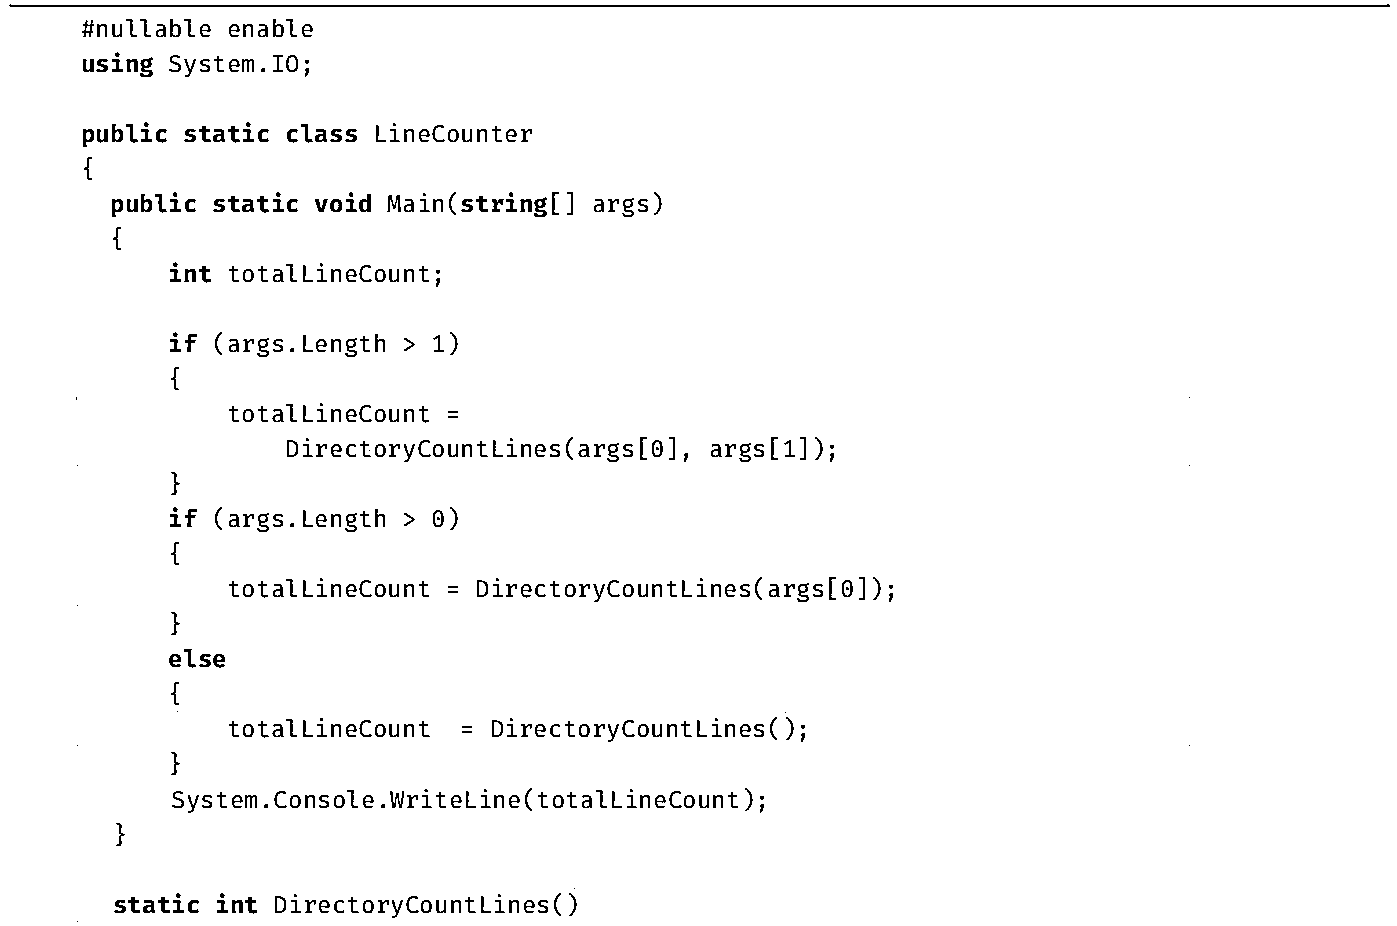 #nullable enable
using System.IO;
public static class LineCounter
{
public static void Main(string[] args)
{
int totalLineCount;
if (args.Length > 1)
{
totalLineCount =
DirectoryCountLines(args[0], args[1]);
}
if (args.Length > 0)
{
totalLineCount = DirectoryCountLines(args[0]);
}
else
{
totalLineCount = DirectoryCountLines();
}
System.Console.WriteLine(totalLineCount);
}
static int DirectoryCountLines()